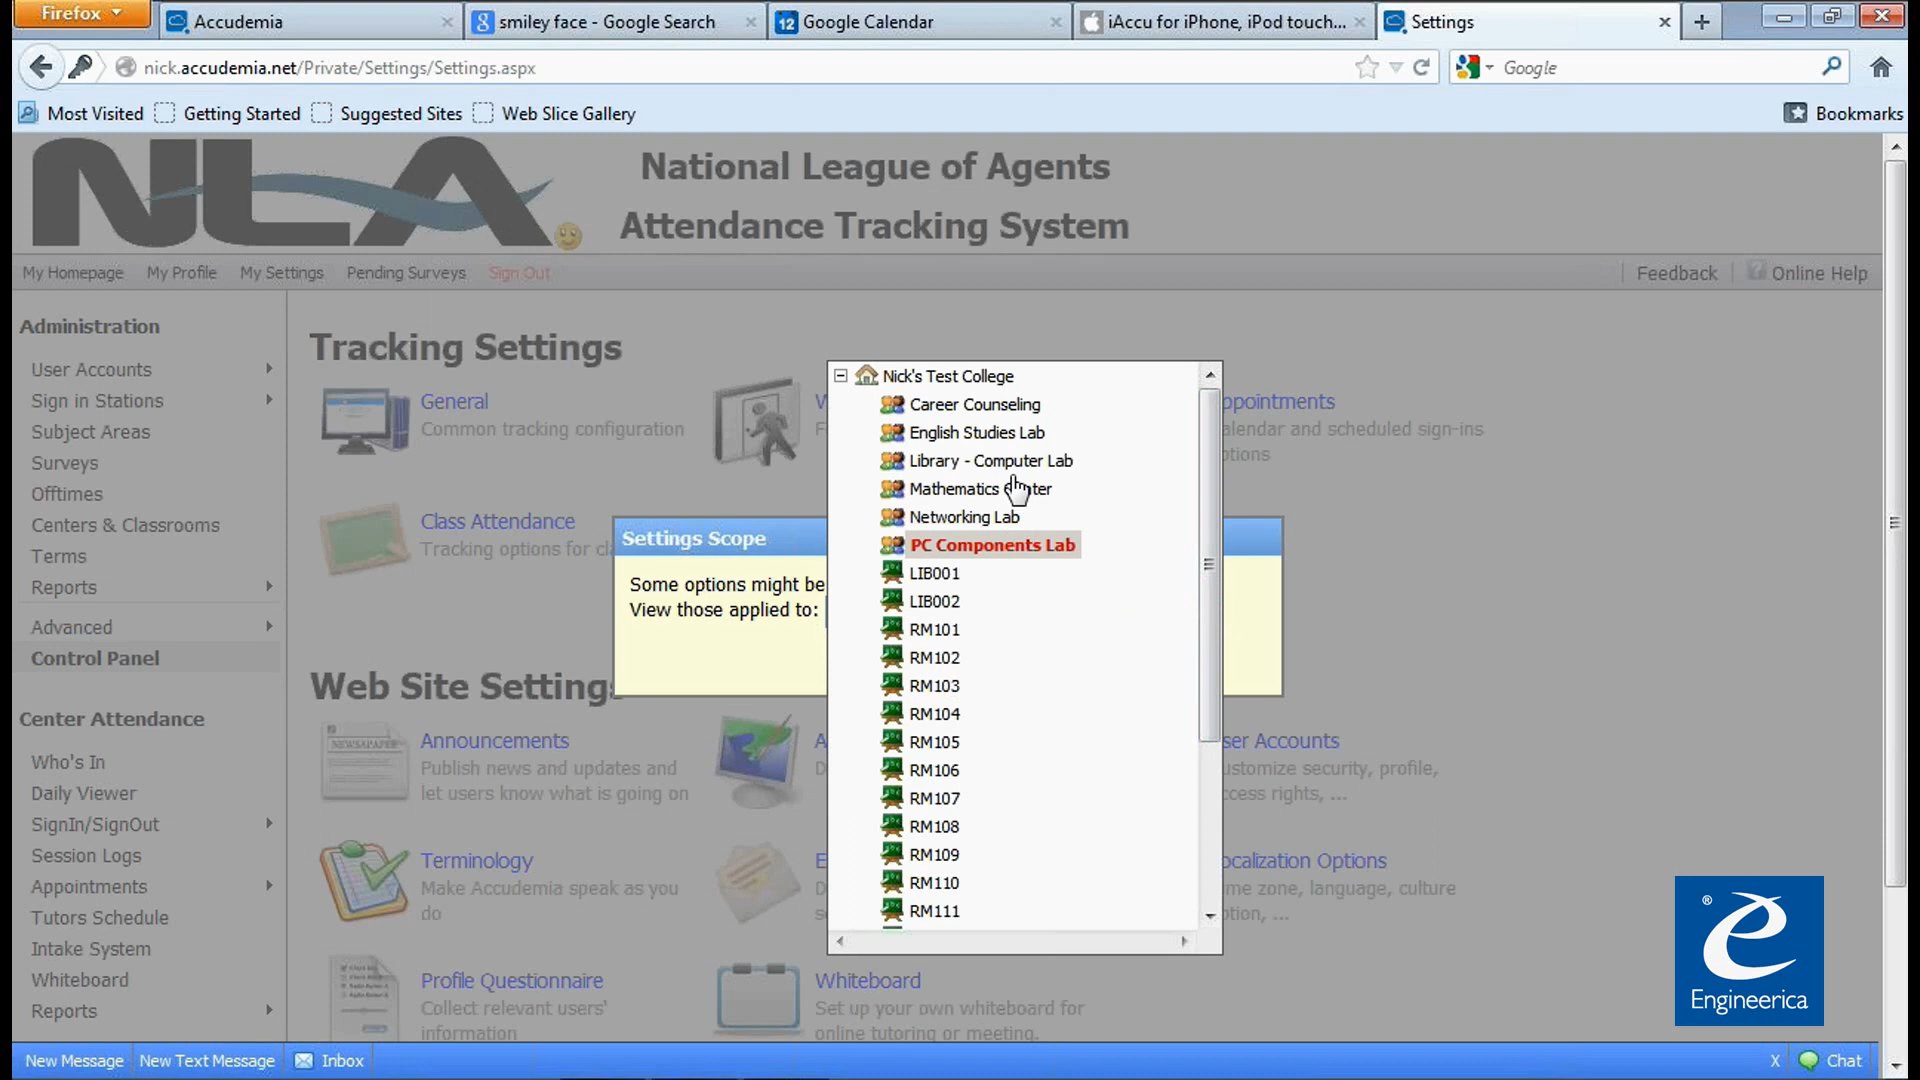 Firefox
Accudemia
smiley face - Google Search
12
Google Calendar
iAccu for iPhone, iPod touch...
Settings
nick.accudemia.net/Private/Settings/Settings.aspx
Google
Most Visited
Getting Started
Suggested Sites
Web Slice Gallery
Bookmarks
NLA
National League of Agents
Attendance Tracking System
My Homepage
My Profile
My Settings
Pending Surveys
Sign Out
Feedback
Online Help
Administration
User Accounts
Sign in Stations
Subject Areas
Surveys
Offtimes
Centers & Classrooms
Terms
Reports
Advanced
Control Panel
Center Attendance
Who's In
Daily Viewer
SignIn/SignOut
Session Logs
Appointments
Tutors Schedule
Intake System
Whiteboard
Reports
Tracking Settings
General
Common tracking configuration
ppointments
alendar and scheduled sign-ins
ptions
Class Attendance
Tracking options for cl
Settings Scope
Some options might be
View those applied to:
Nick's Test College
Career Counseling
English Studies Lab
Library - Computer Lab
Mathematics
Networking Lab
PC Components Lab
LIB001
LIB002
RM101
RM102
RM103
RM104
RM105
RM106
RM107
RM108
RM109
RM110
RM111
Web Site Setting
NEWSPAPER
Announcements
Publish news and updates and
let users know what is going on
ser Accounts
ustomize security, profile,
ccess rights, ...
Terminology
Make Accudemia speak as you
do
ocalization Options
me zone, language, culture
ption, ...
Profile Questionnaire
Collect relevant users'
information
Whiteboard
Set up your own whiteboard for
online tutoring or meeting.
® e
Engineerica
New Message
New Text Message
Inbox
X
Chat